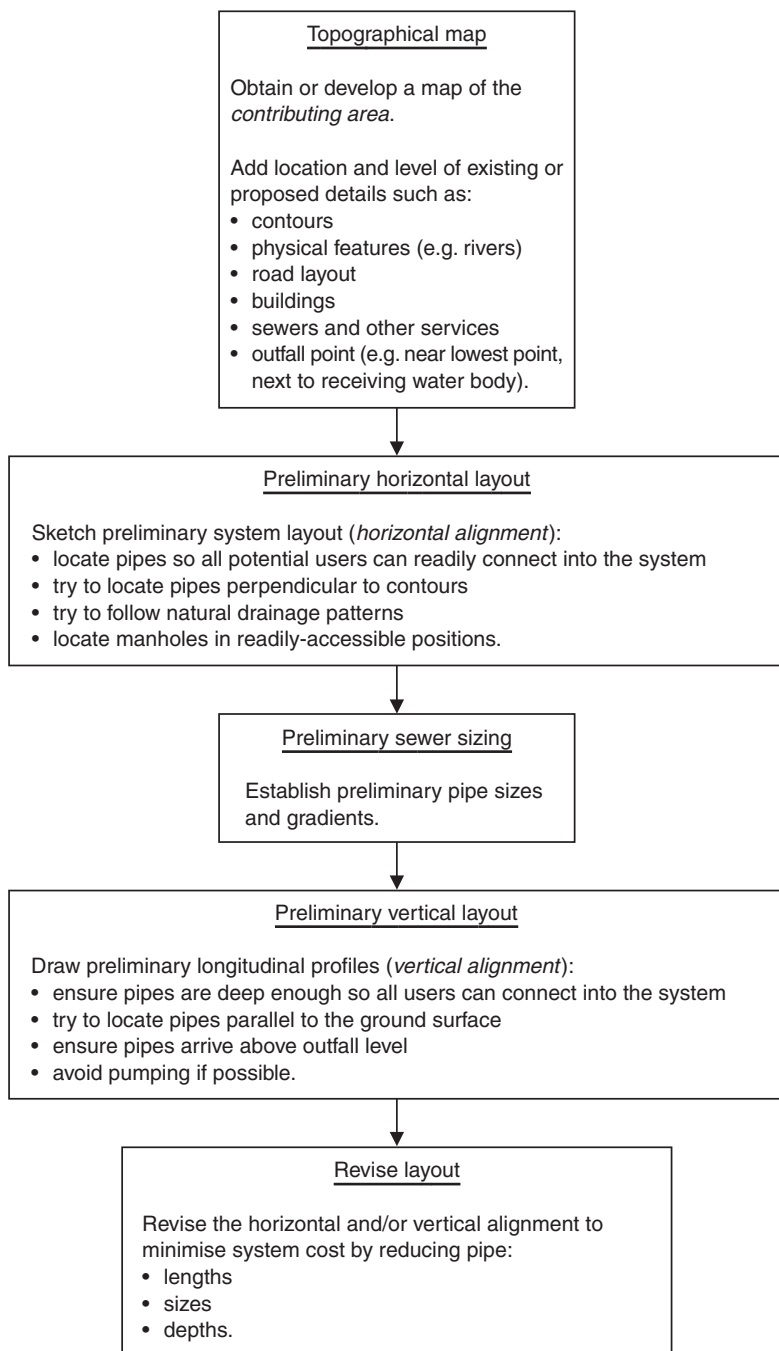 Topographical map
Obtain or develop a map of the
contributing area.
Add location and level of existing or
proposed details such as:
• contours
• physical features (e.g. rivers)
• road layout
• buildings
• sewers and other services
• outfall point (e.g. near lowest point,
next to receiving water body).
Preliminary horizontal layout
Sketch preliminary system layout (horizontal alignment):
• locate pipes so all potential users can readily connect into the system
• try to locate pipes perpendicular to contours
• try to follow natural drainage patterns
• locate manholes in readily-accessible positions.
Preliminary sewer sizing
Establish preliminary pipe sizes
and gradients.
Preliminary vertical layout
Draw preliminary longitudinal profiles (vertical alignment):
• ensure pipes are deep enough so all users can connect into the system
• try to locate pipes parallel to the ground surface
• ensure pipes arrive above outfall level
• avoid pumping if possible.
Revise layout
Revise the horizontal and/or vertical alignment to
minimise system cost by reducing pipe:
• lengths
• sizes
• depths.